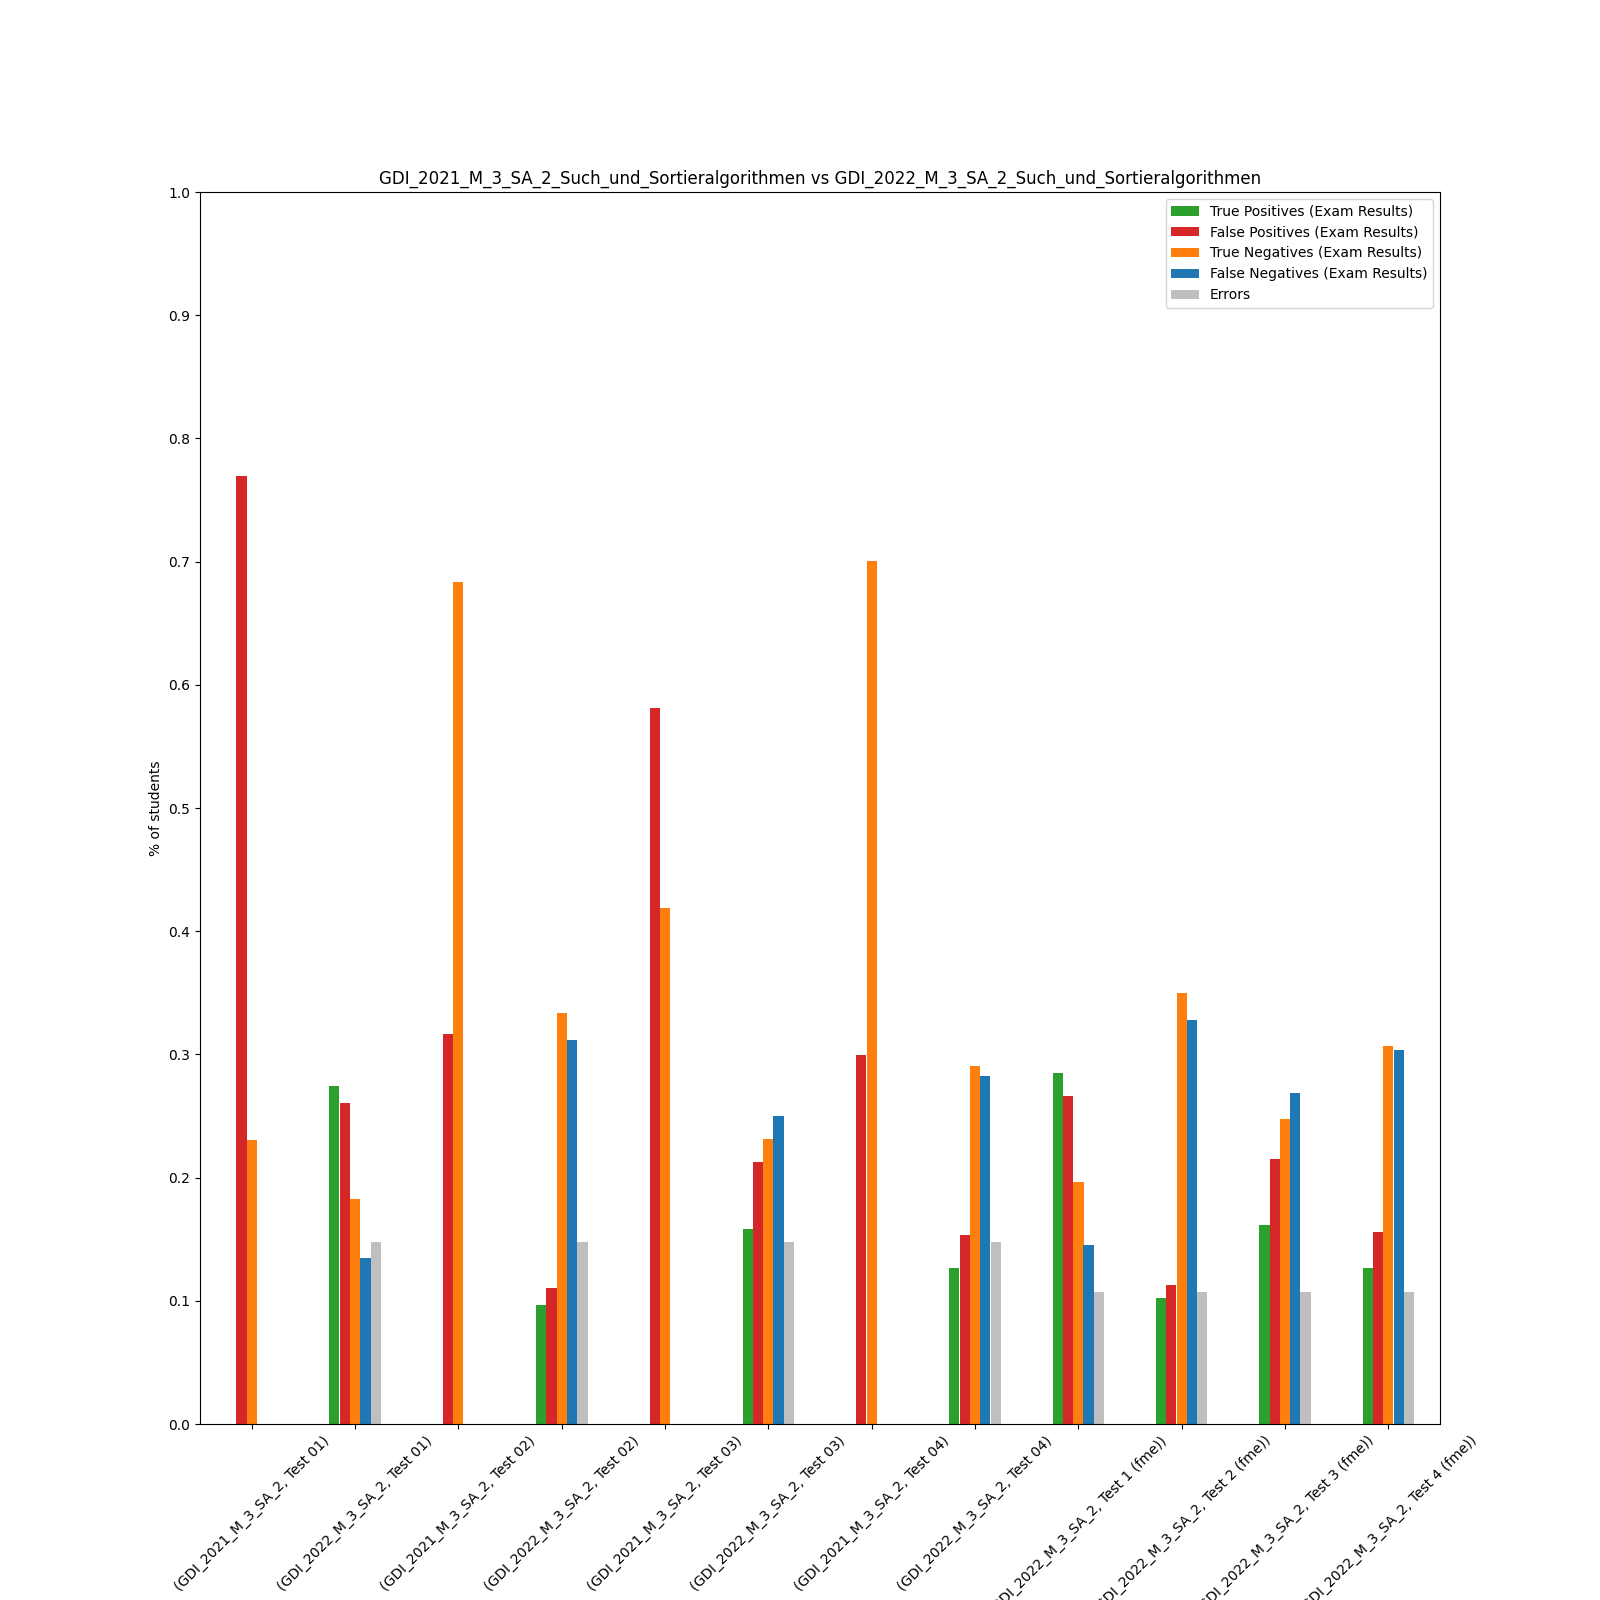 GDI_2021_M_3_SA_2_Such_und_Sortieralgorithmen vs GDI_2022_M_3_SA_2_Such_und_Sortieralgorithmen
True Positives (Exam Results)
False Positives (Exam Results)
True Negatives (Exam Results)
False Negatives (Exam Results)
Errors
% of students
1.0
0.9
0.8
0.7
0.6
0.5
0.4
0.3
0.2
0.1
0.0
(GDI_2021_M_3_SA_2, Test 01)
(GDI_2022_M_3_SA_2, Test 01)
(GDI_2021_M_3_SA_2, Test 02)
(GDI_2022_M_3_SA_2, Test 02)
(GDI_2021_M_3_SA_2, Test 03)
(GDI_2022_M_3_SA_2, Test 03)
(GDI_2021_M_3_SA_2, Test 04)
(GDI_2022_M_3_SA_2, Test 04)
GDI_2022_M_3_SA_2, Test 1 (fme))
GDI_2022_M_3_SA_2, Test 2 (fme))
GDI_2022_M_3_SA_2, Test 3 (fme))
GDI_2022_M_3_SA_2, Test 4 (fme))